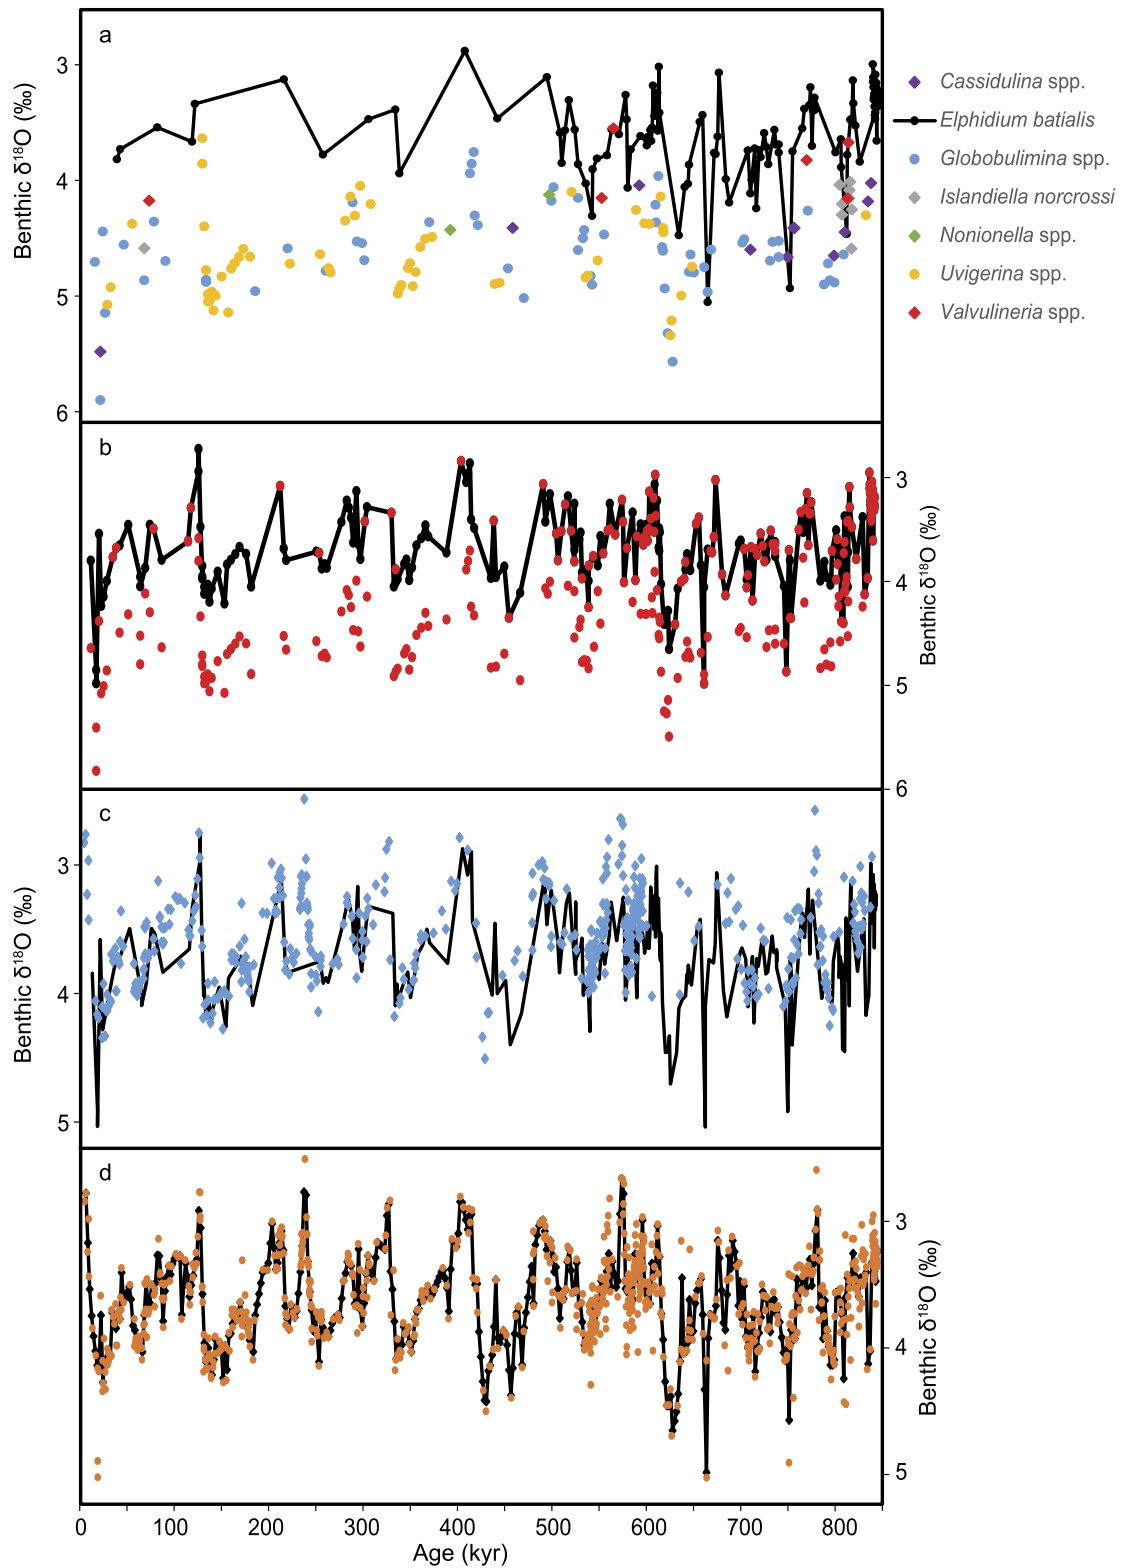 a
3
4
5
6
Benthic δ¹⁸O (‰)
Cassidulina spp.
Elphidium batialis
Globobulimina spp.
Islandiella norcrossi
Nonionella spp.
Uvigerina spp.
Valvulineria spp.
b
3
4
5
6
Benthic δ¹⁸O (‰)
c
3
4
5
Benthic δ¹⁸O (‰)
d
3
4
5
Benthic δ¹⁸O (‰)
0 100 200 300 400 500 600 700 800
Age (kyr)